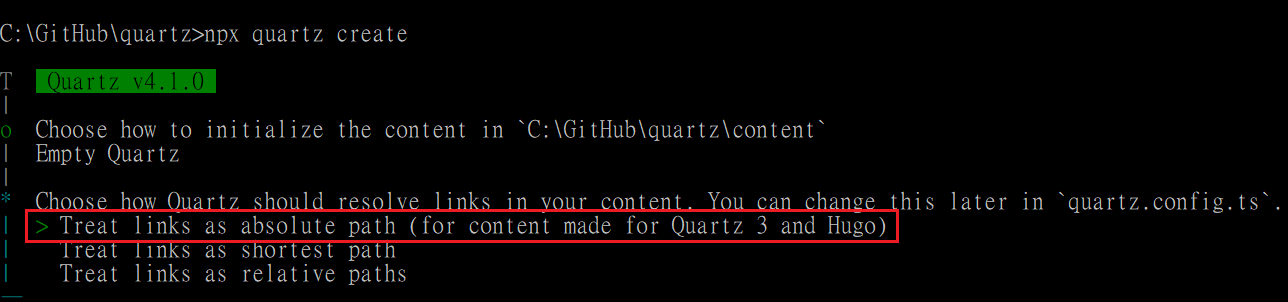 C:\GitHub\quartz>npx quartz create
T Quartz v4.1.0
|
o Choose how to initialize the content in `C:\GitHub\quartz\content`
| Empty Quartz
|
* Choose how Quartz should resolve links in your content. You can change this later in `quartz.config.ts`.
| > Treat links as absolute path (for content made for Quartz 3 and Hugo)
| Treat links as shortest path
| Treat links as relative paths
—